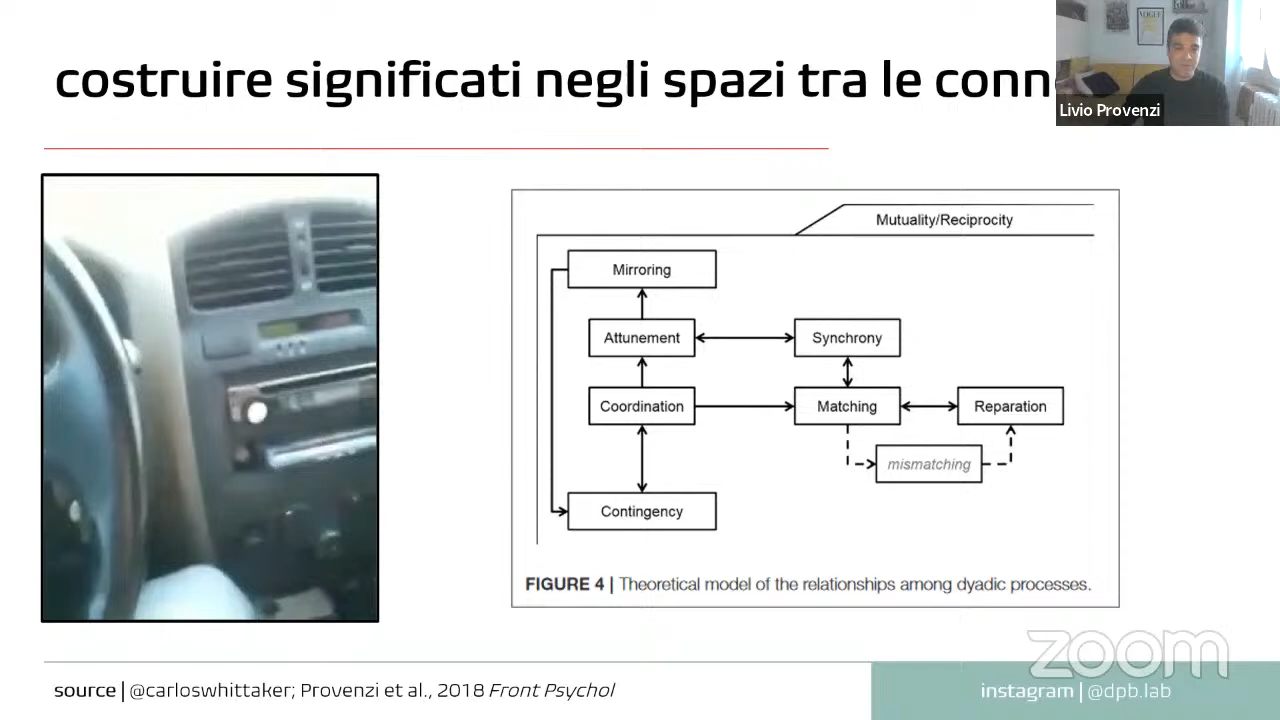 costruire significati negli spazi tra le conn
Livio Provenzi
Mutuality/Reciprocity
Mirroring
Attunement
Synchrony
Coordination
Matching
Reparation
mismatching
Contingency
FIGURE 4 | Theoretical model of the relationships among dyadic processes.
zoom
source | @carloswhittaker; Provenzi et al., 2018 Front Psychol
instagram | @dpb.lab